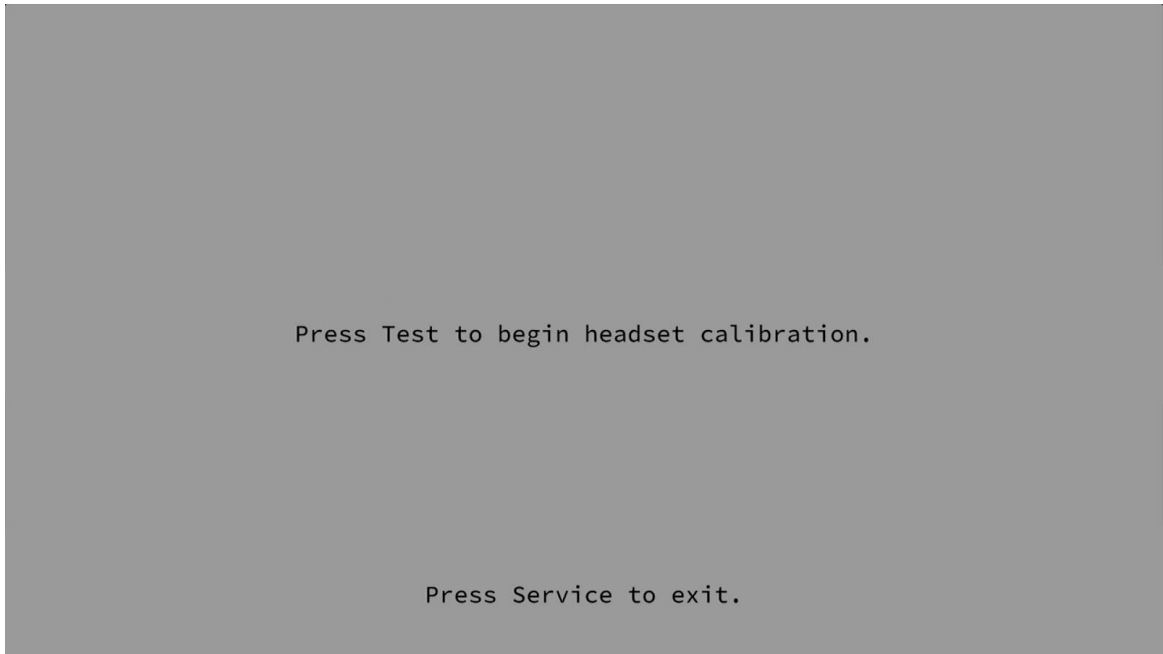 Press Test to begin headset calibration.
Press Service to exit.